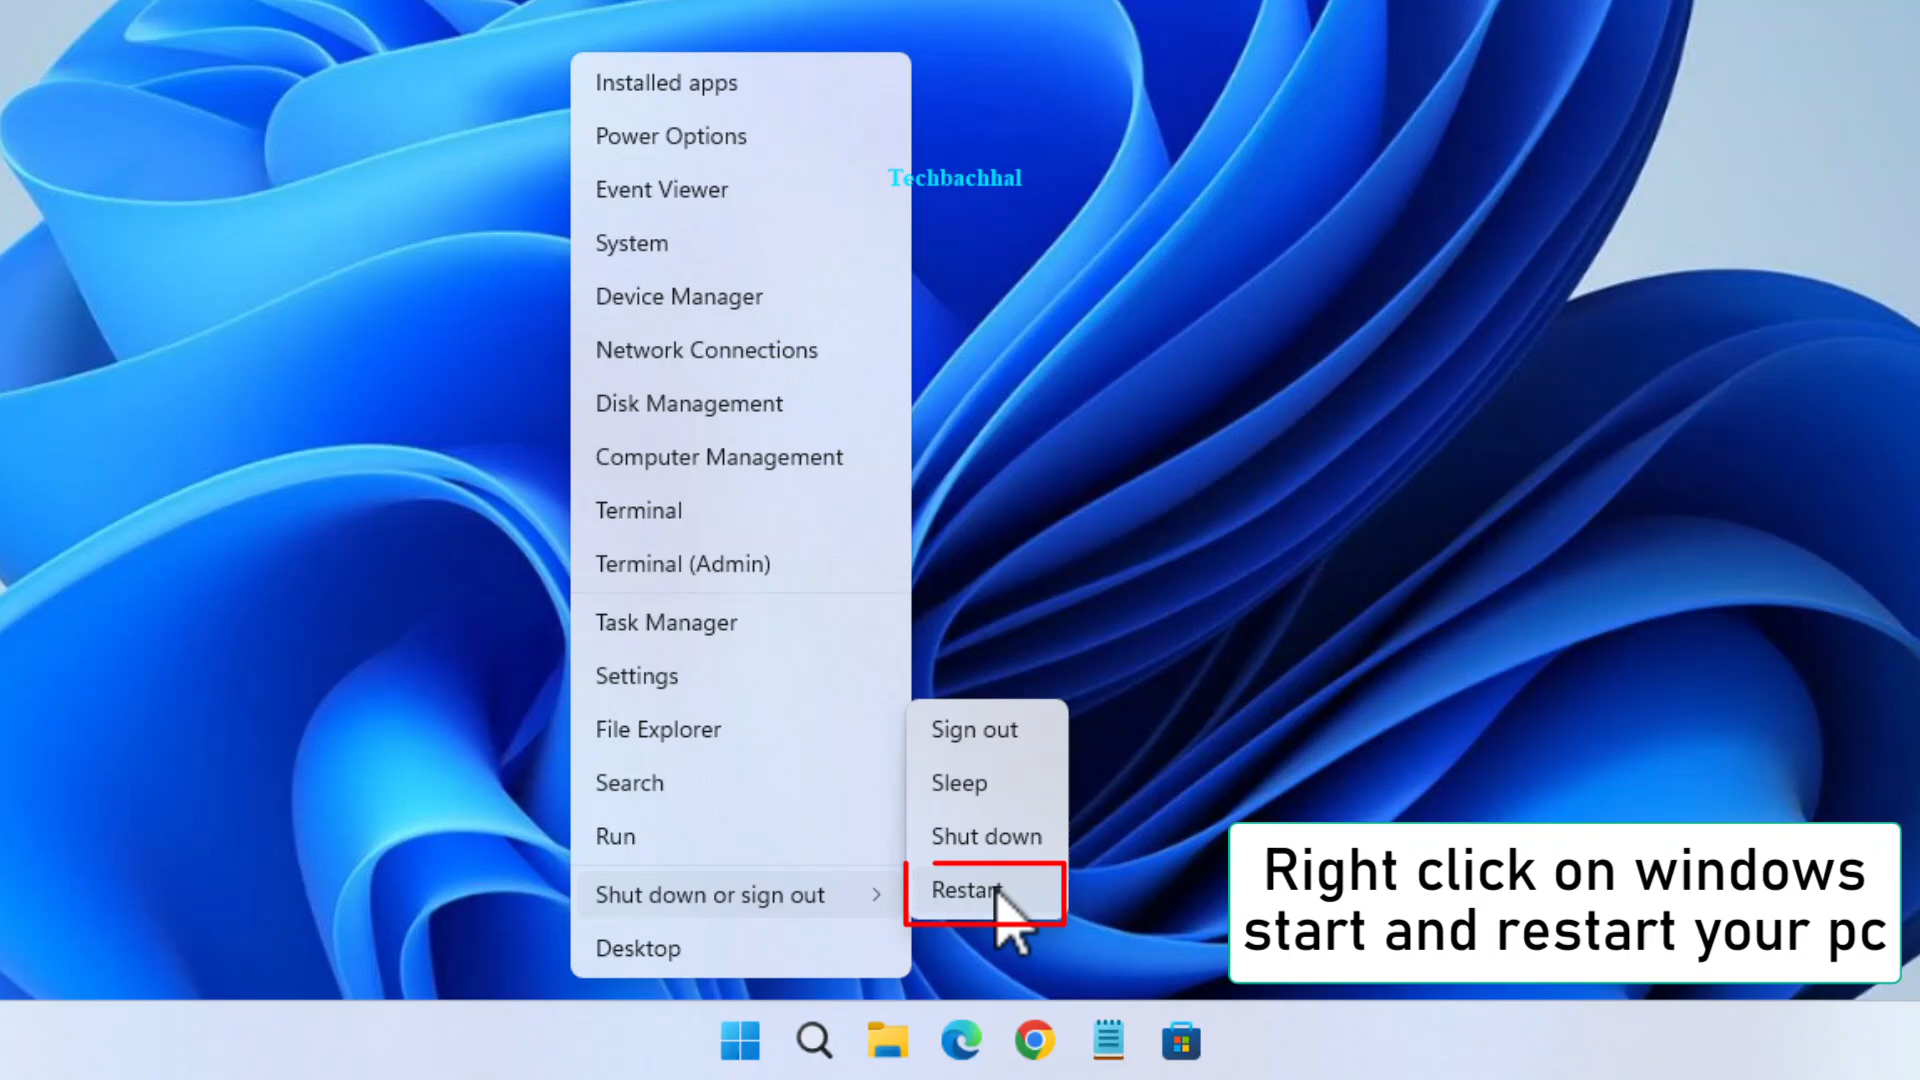 Installed apps
Power Options
Techbachhal
Event Viewer
System
Device Manager
Network Connections
Disk Management
Computer Management
Terminal
Terminal (Admin)
Task Manager
Settings
File Explorer
Search
Run
Shut down or sign out
Desktop
Sign out
Sleep
Shut down
Restart
Right click on windows
start and restart your pc